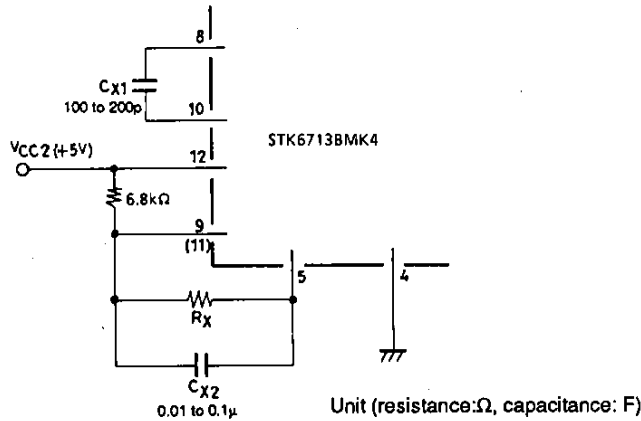 8
CX1
100 to 200p
10
STK6713BMK4
VCC2 (+5V)
12
6.8kΩ
9
(11)
5
4
RX
CX2
0.01 to 0.1μ
Unit (resistance:Ω, capacitance: F)